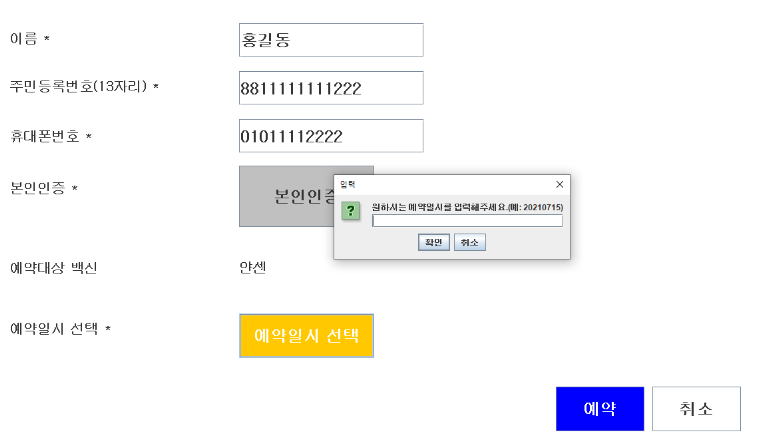 이름 *
홍길동
주민등록번호(13자리) *
8811111111222
휴대폰번호 *
01011112222
본인인증 *
본인인증
입력
원하시는 예약일시를 입력해주세요.(예: 20210715)
확인
취소
예약대상 백신
얀센
예약일시 선택 *
예약일시 선택
예약
취소